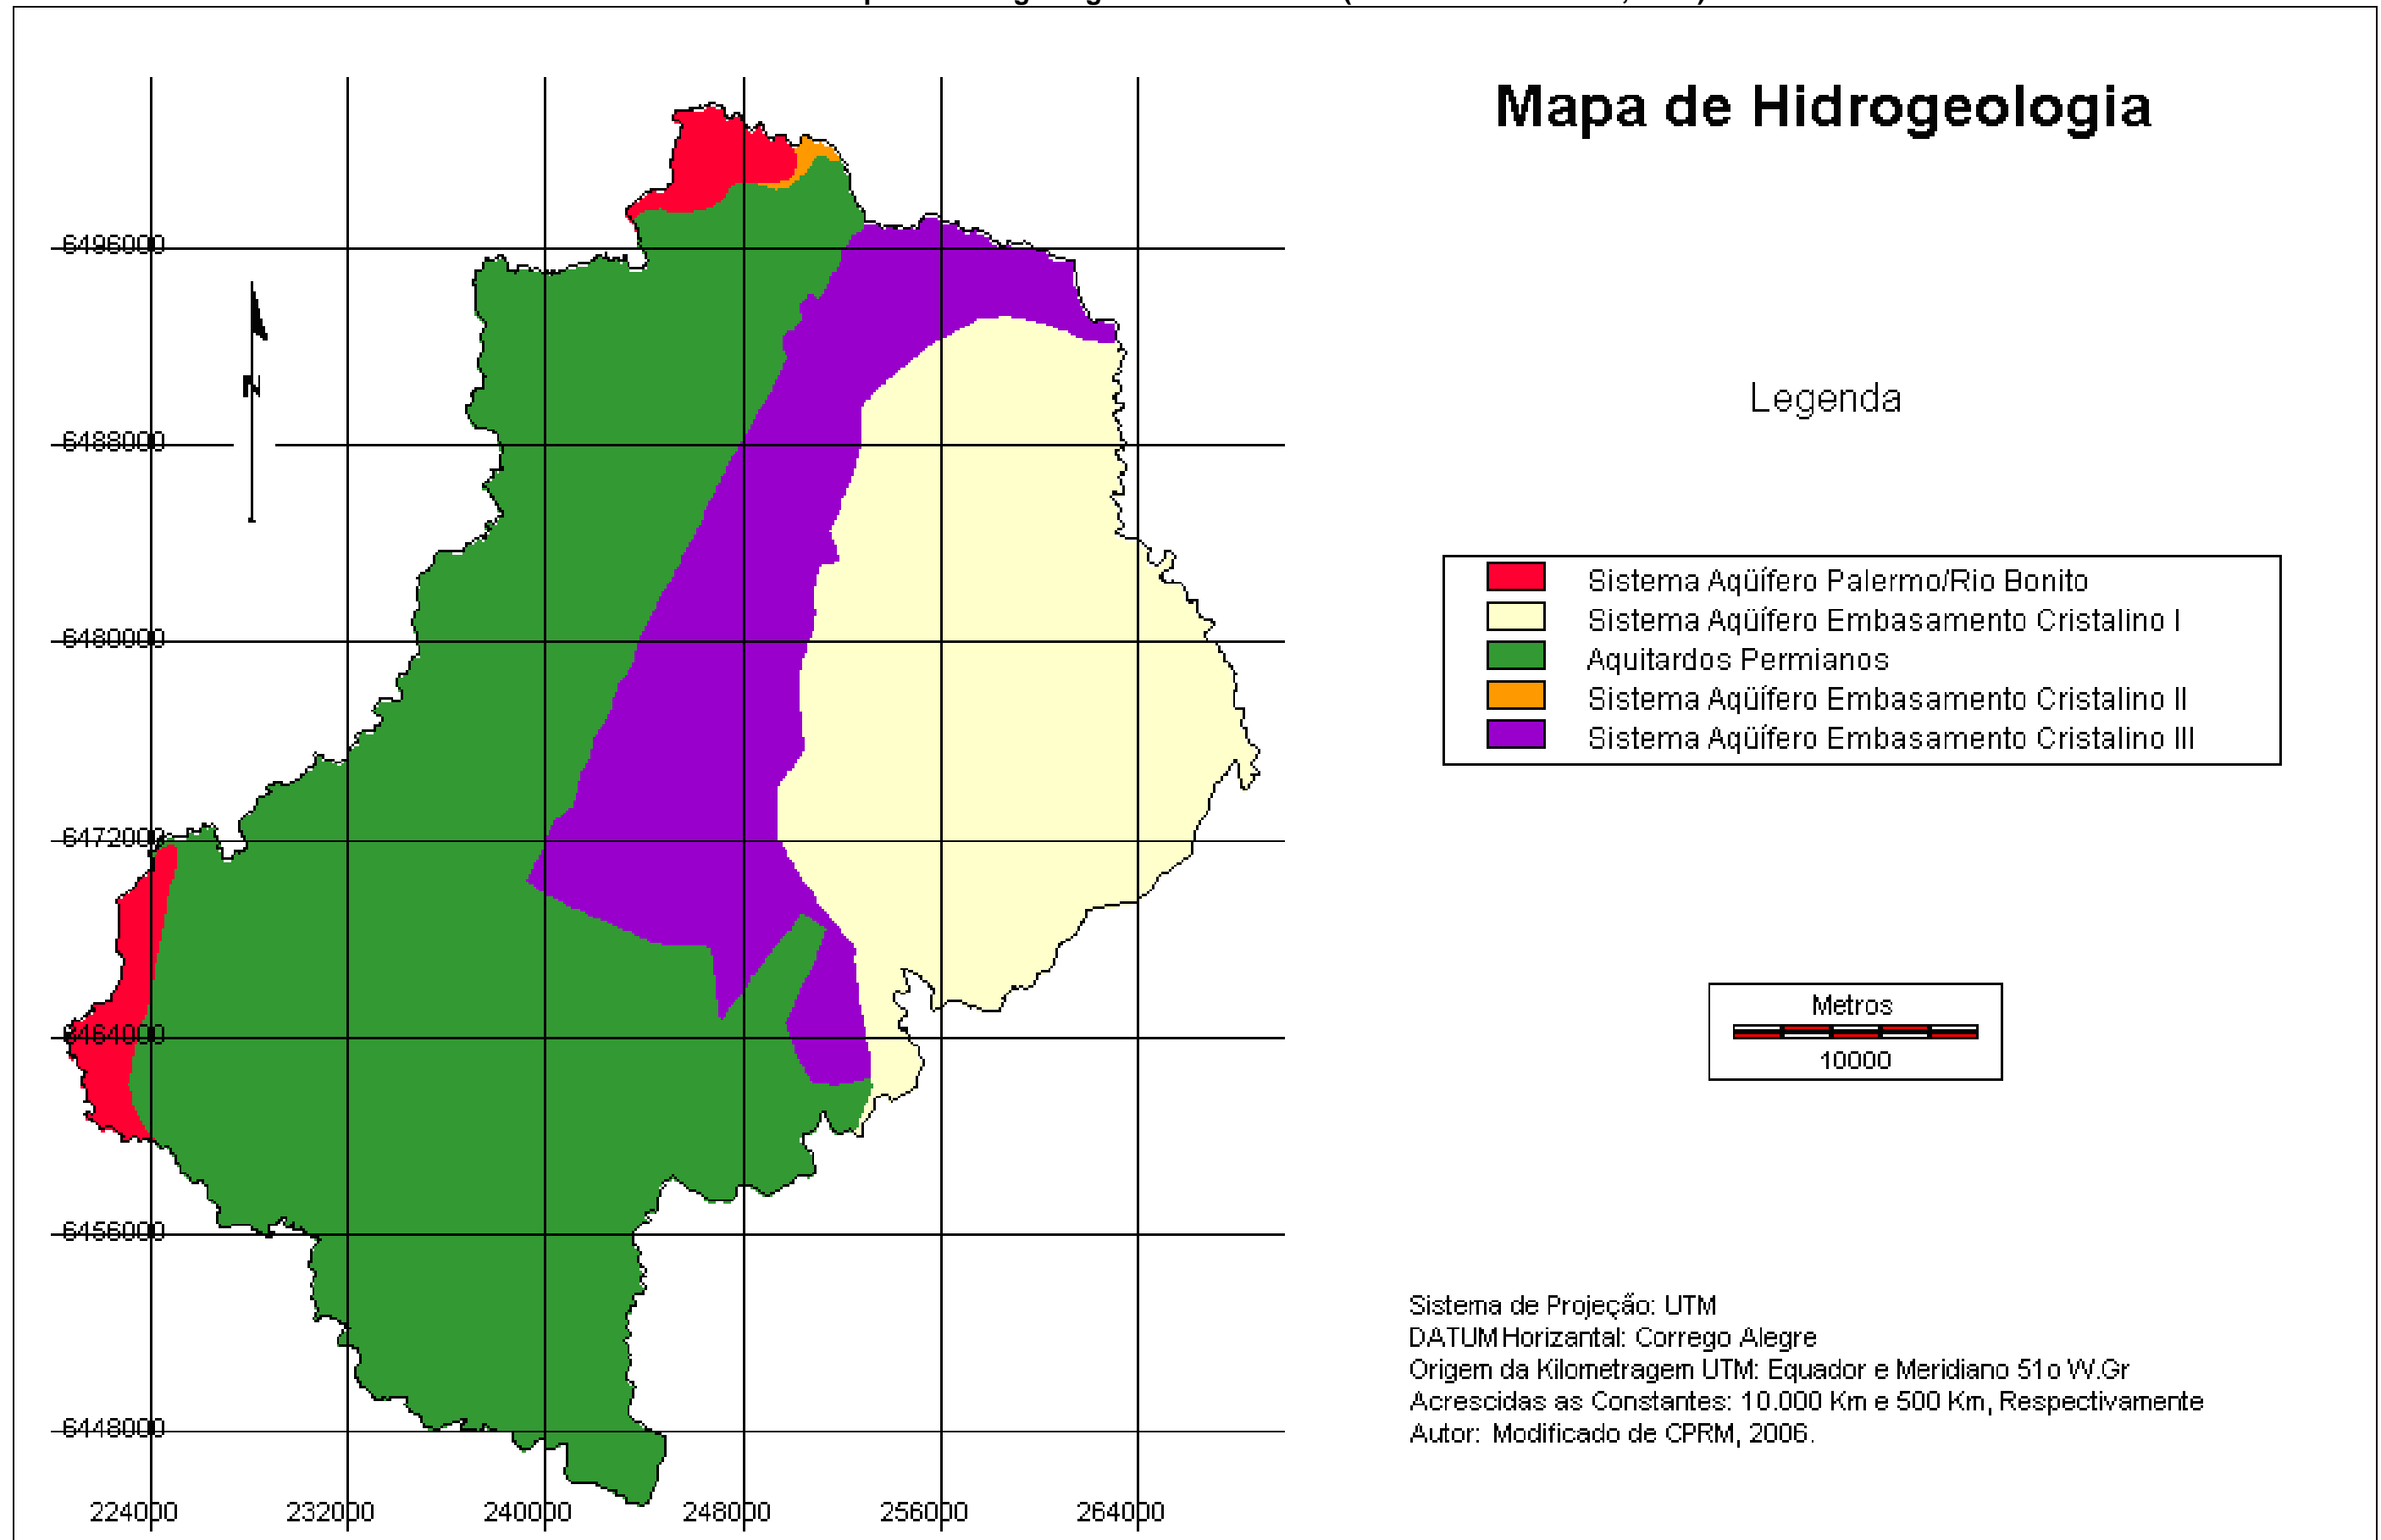 Mapa de Hidrogeologia
6496000
N
Legenda
6488000
Sistema Aqüífero Palermo/Rio Bonito
Sistema Aqüífero Embasamento Cristalino I
Aquitardos Permianos
Sistema Aqüífero Embasamento Cristalino II
Sistema Aqüífero Embasamento Cristalino III
6480000
6472000
Metros
10000
6464000
6456000
Sistema de Projeção: UTM
DATUM Horizantal: Corrego Alegre
Origem da Kilometragem UTM: Equador e Meridiano 51o W.Gr
Acrescidas as Constantes: 10.000 Km e 500 Km, Respectivamente
Autor: Modificado de CPRM, 2006.
6448000
224000 232000 240000 248000 256000 264000